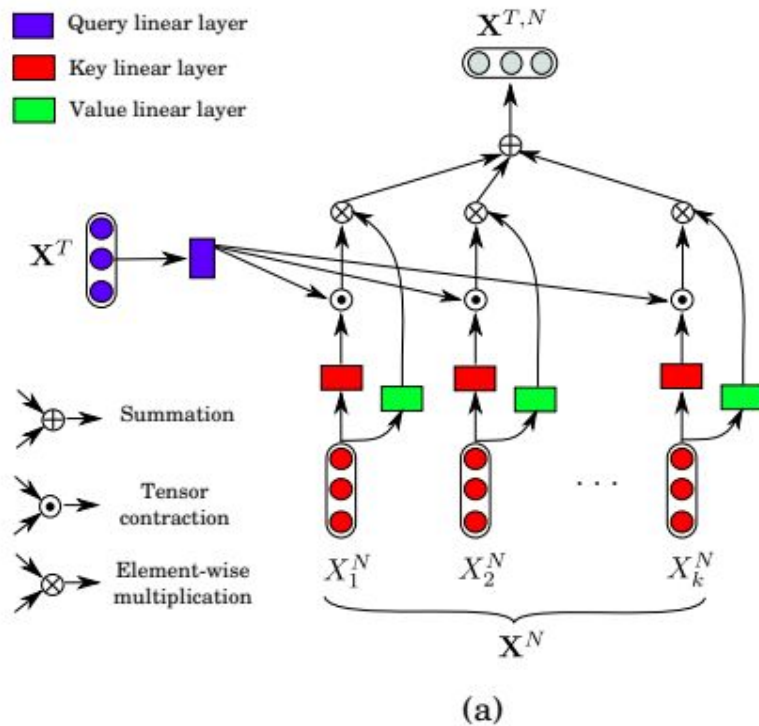 Query linear layer
Key linear layer
Value linear layer
X^{T,N}
X^T
Summation
Tensor
contraction
Element-wise
multiplication
. . .
X_1^N X_2^N X_k^N
X^N
(a)